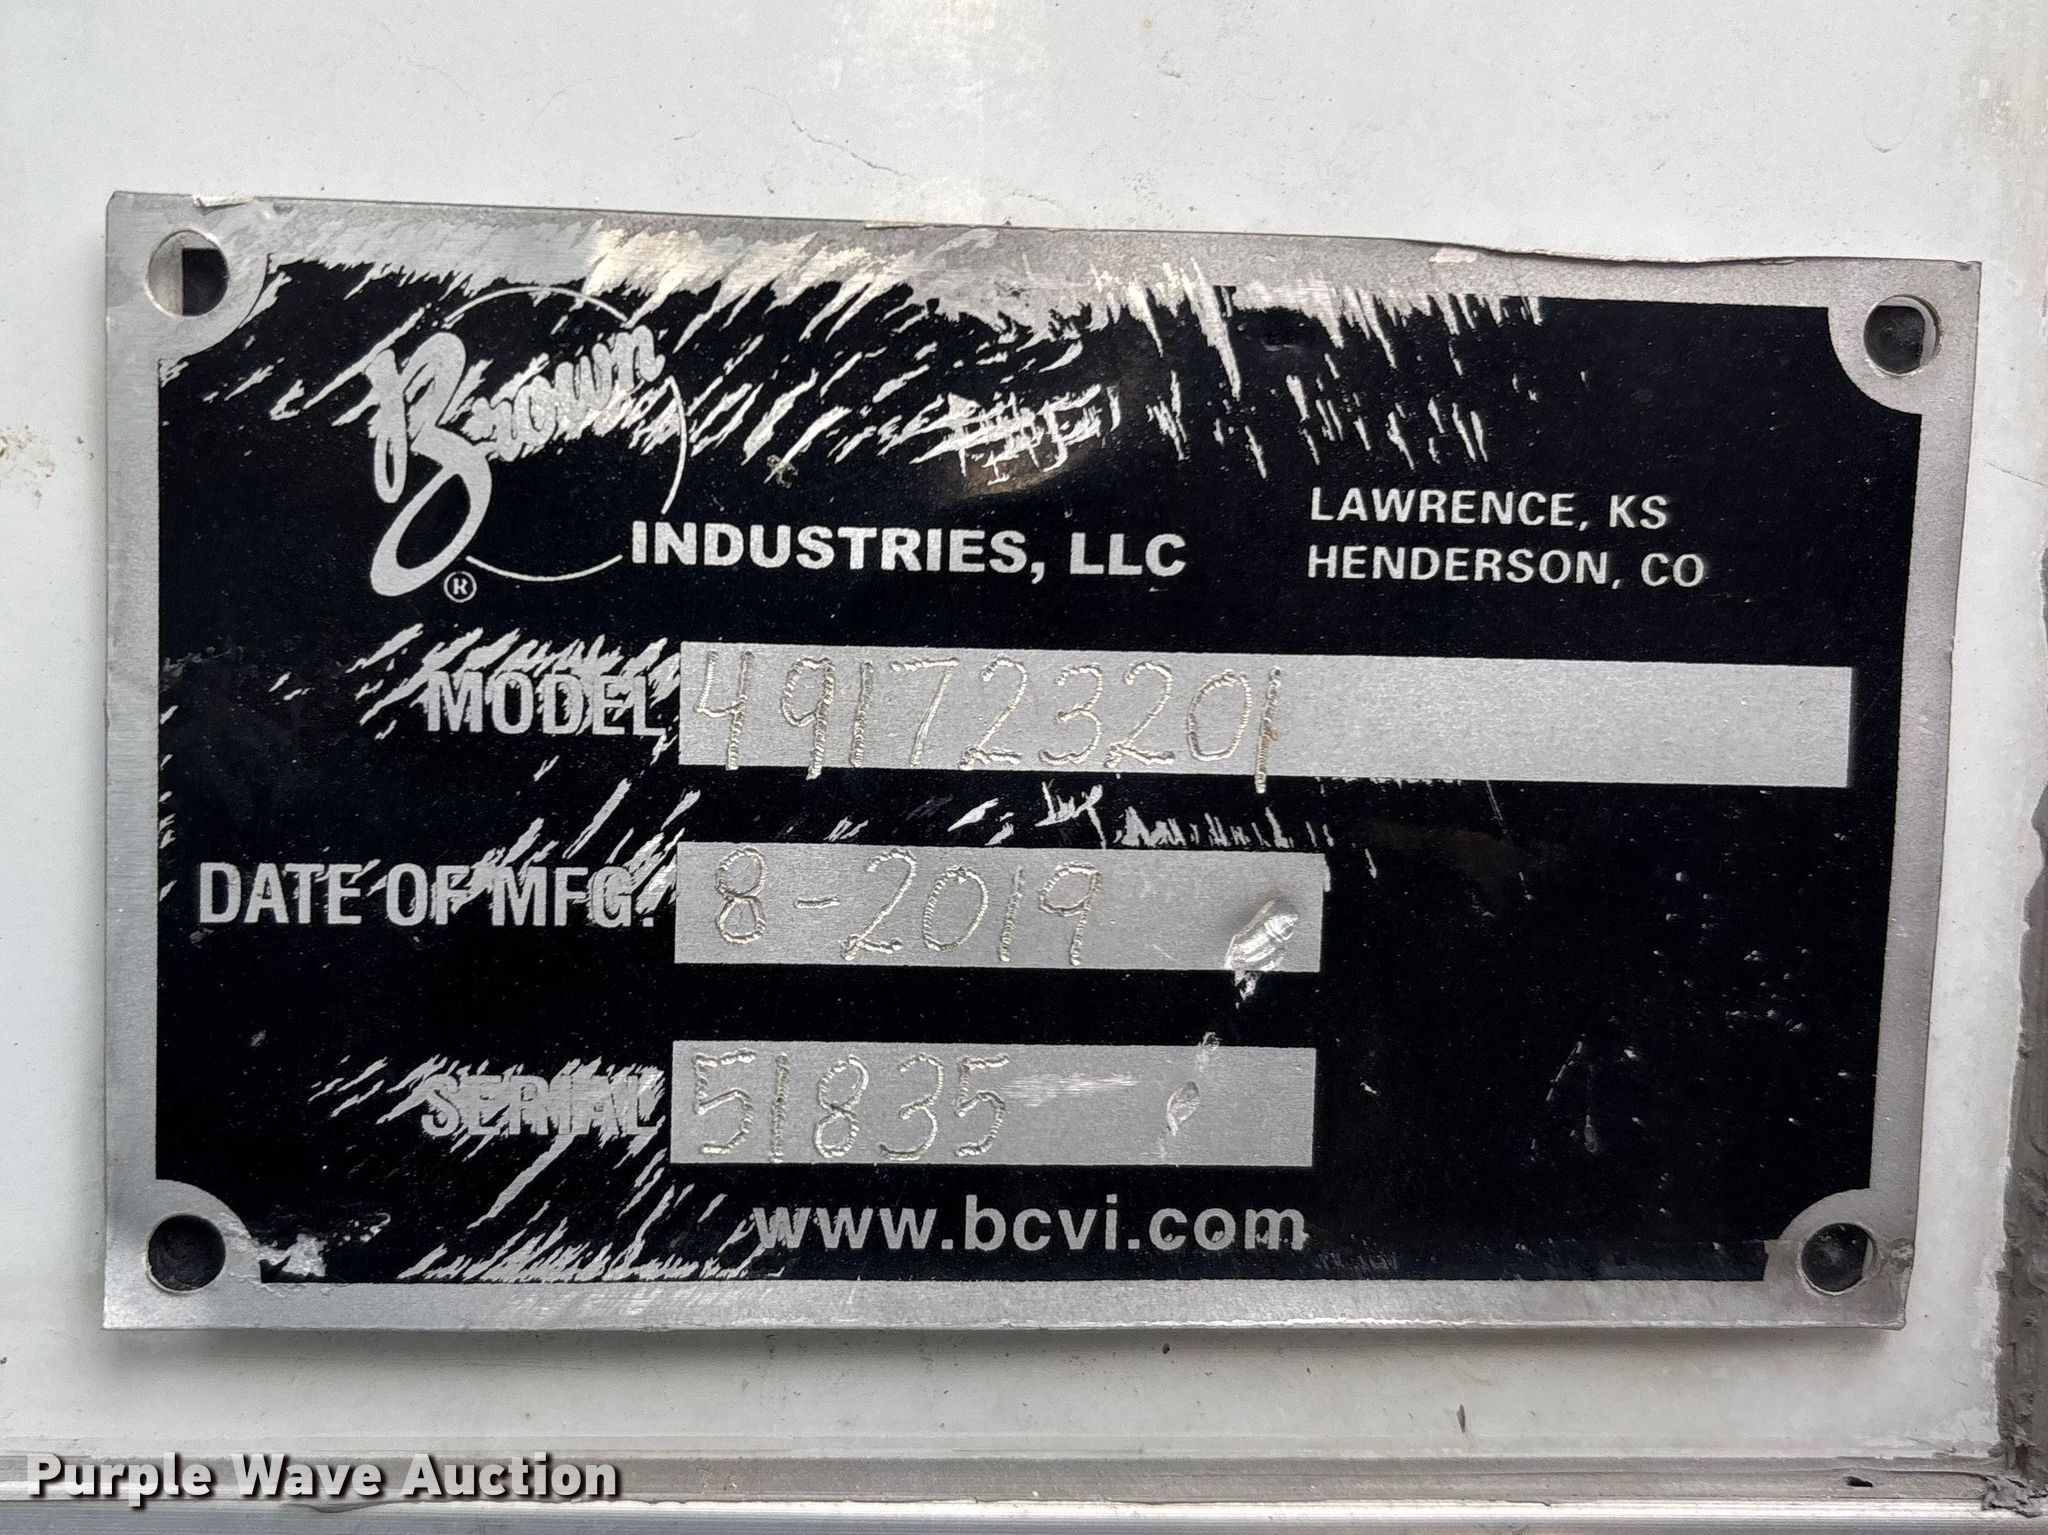 Brown
INDUSTRIES, LLC
®
LAWRENCE, KS
HENDERSON, CO
MODEL 491723201
DATE OF MFG. 8-2019
SERIAL 51835
www.bcvi.com
Purple Wave Auction